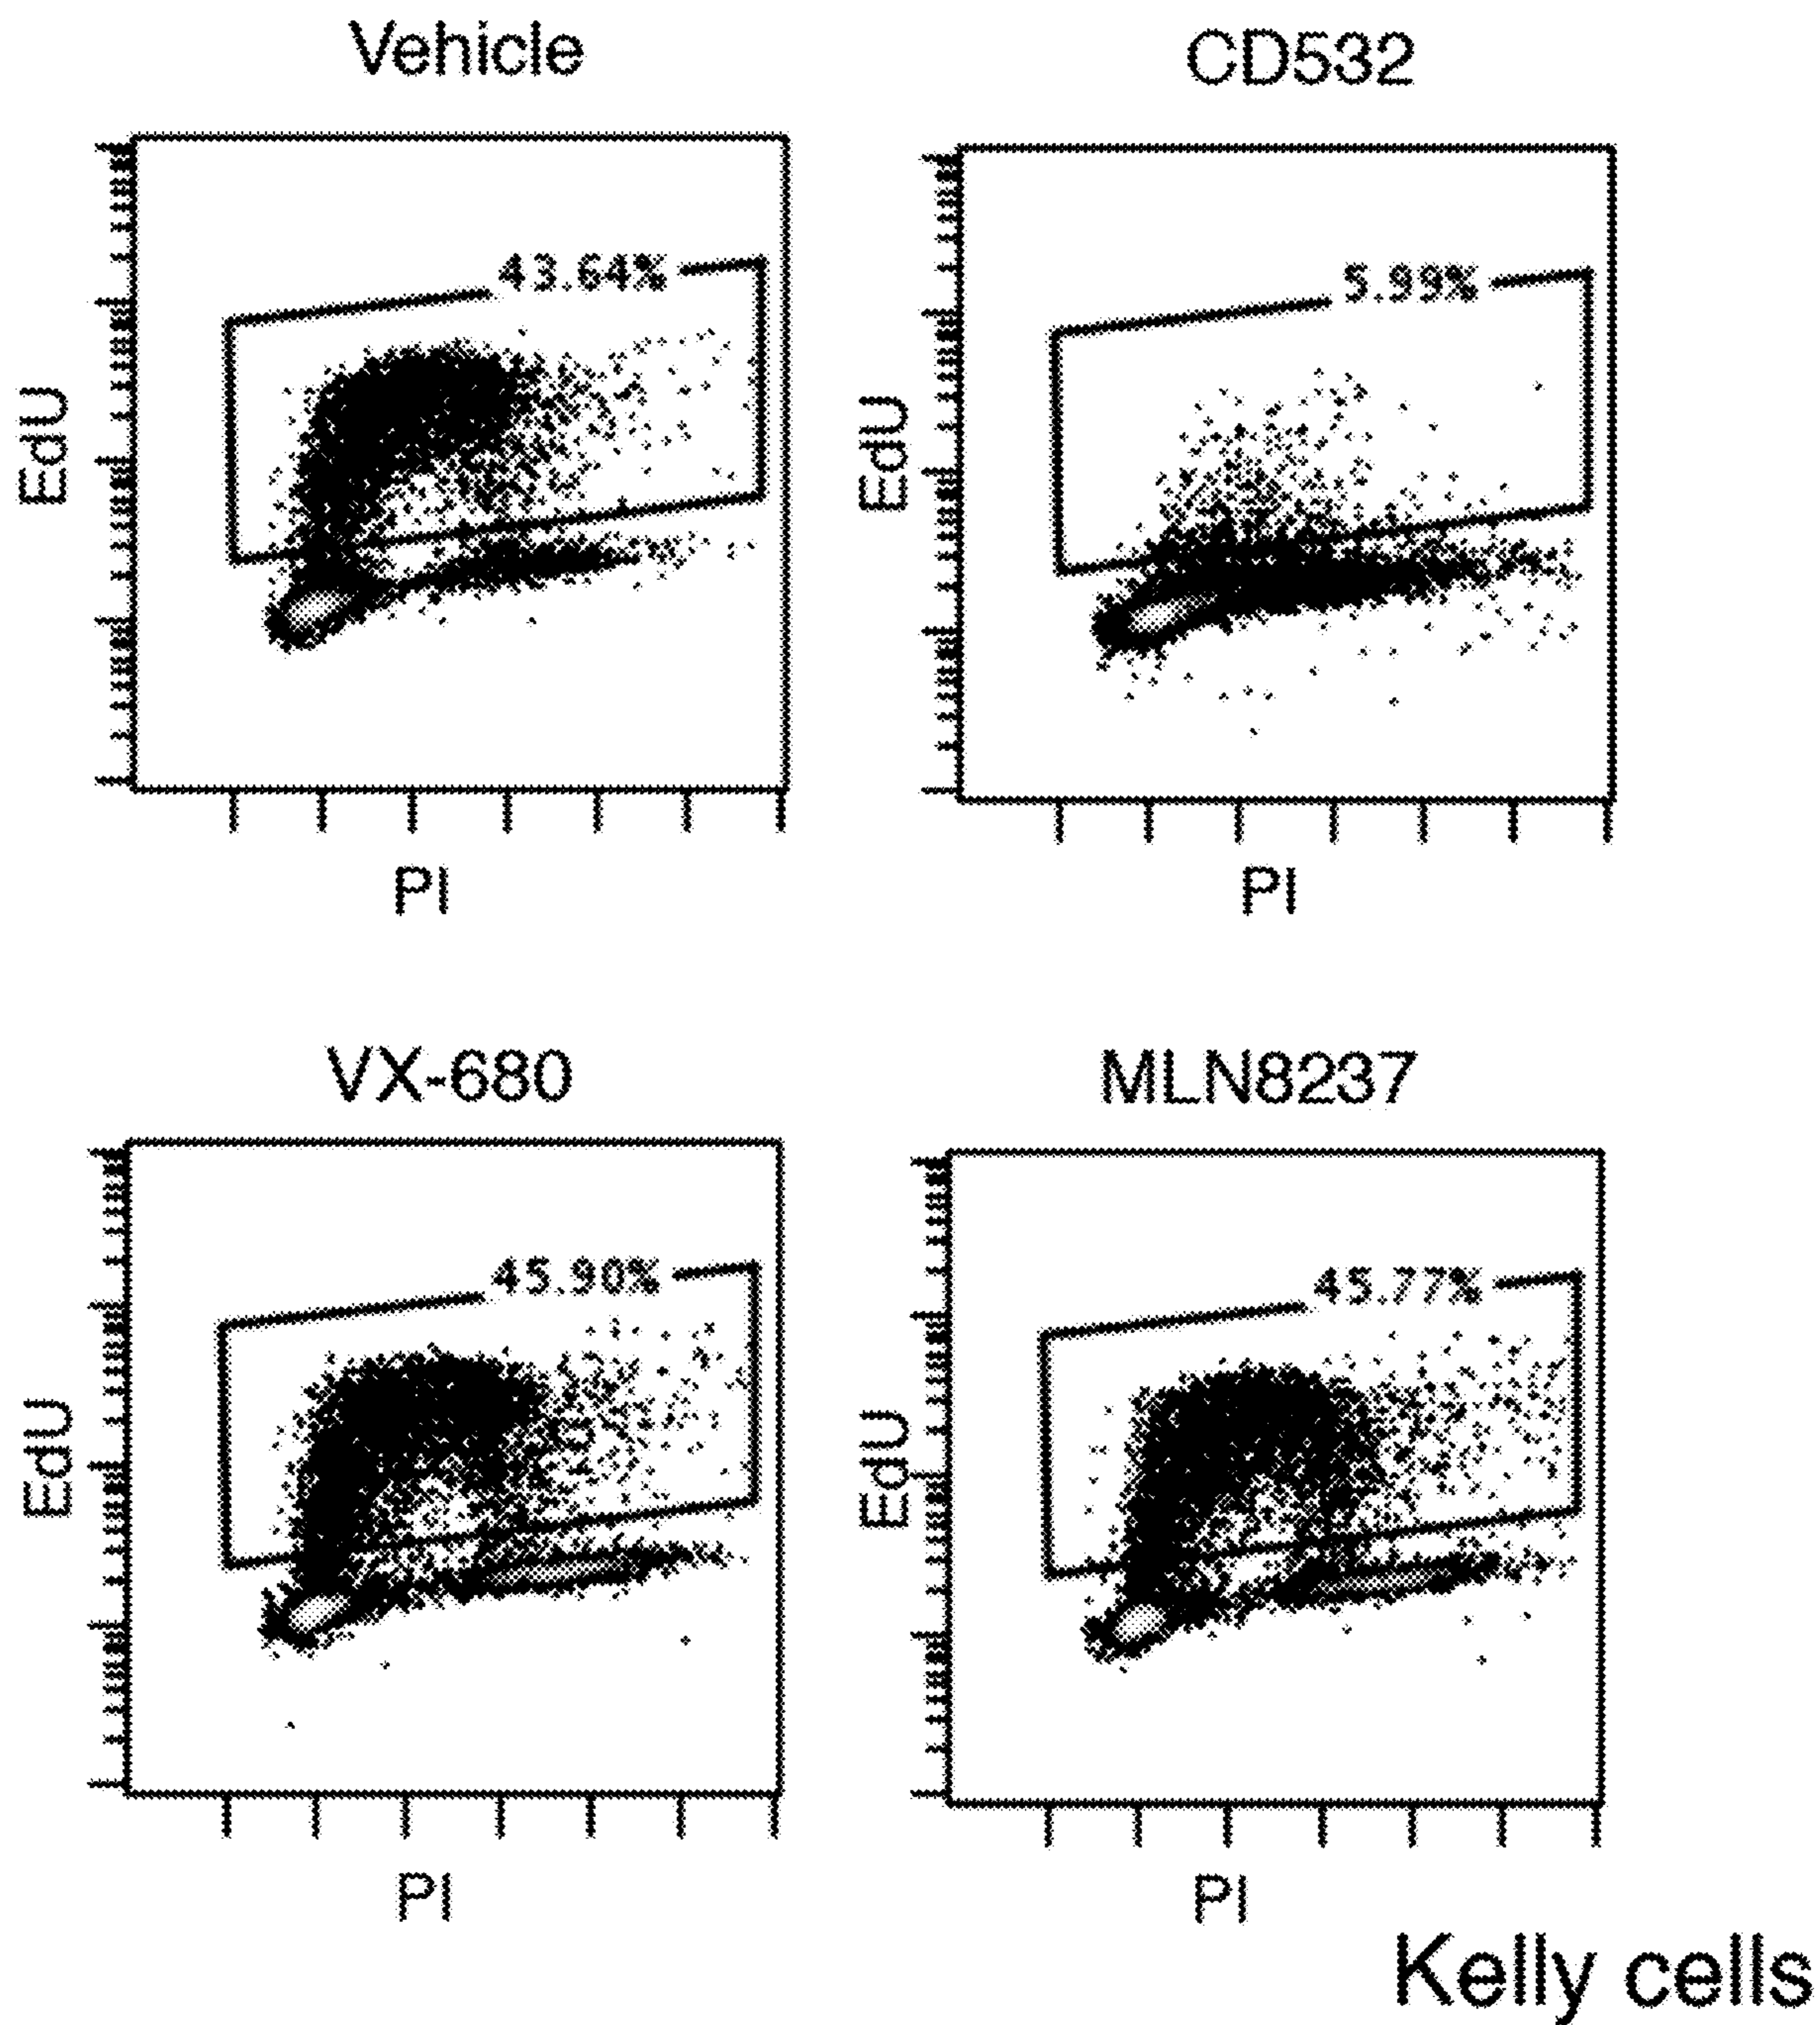 Vehicle
CD532
43.64%
5.99%
EdU
EdU
PI
PI
VX-680
MLN8237
45.90%
45.77%
EdU
EdU
PI
PI
Kelly cells